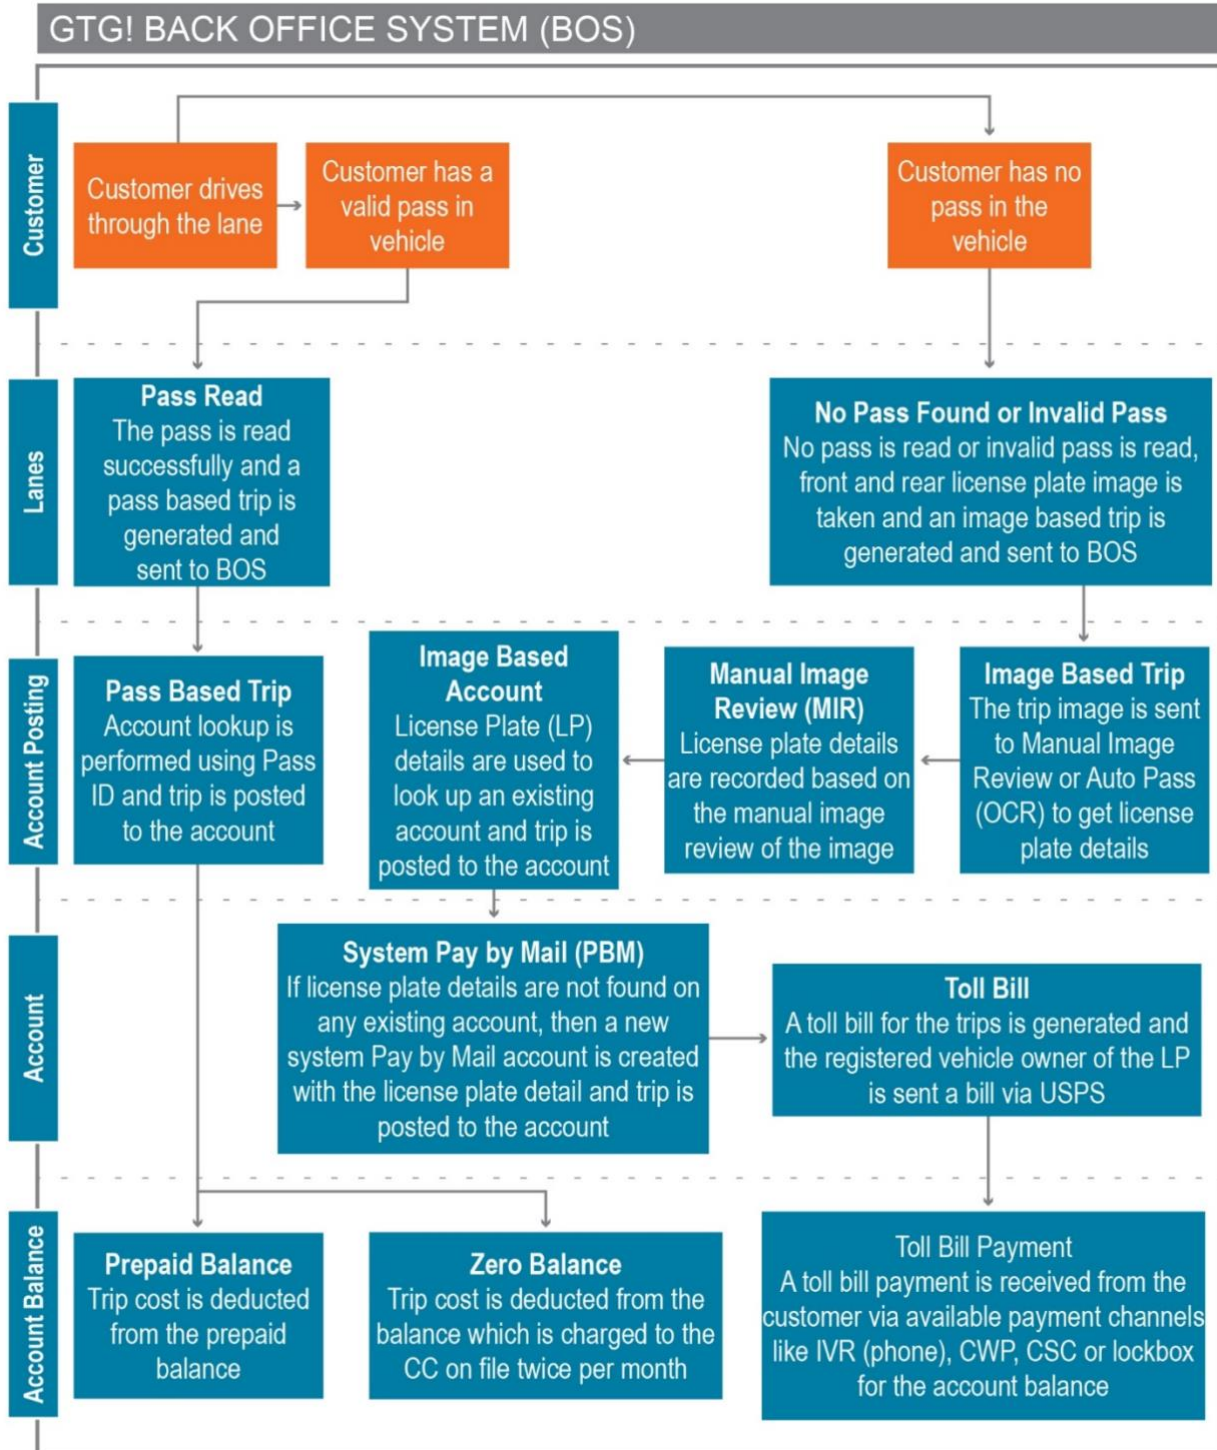 GTG! BACK OFFICE SYSTEM (BOS)
Customer
Customer drives
through the lane
Customer has a
valid pass in
vehicle
Customer has no
pass in the
vehicle
Lanes
Pass Read
The pass is read
successfully and a
pass based trip is
generated and
sent to BOS
No Pass Found or Invalid Pass
No pass is read or invalid pass is read,
front and rear license plate image is
taken and an image based trip is
generated and sent to BOS
Account Posting
Pass Based Trip
Account lookup is
performed using Pass
ID and trip is posted
to the account
Image Based
Account
License Plate (LP)
details are used to
look up an existing
account and trip is
posted to the account
Manual Image
Review (MIR)
License plate details
are recorded based on
the manual image
review of the image
Image Based Trip
The trip image is sent
to Manual Image
Review or Auto Pass
(OCR) to get license
plate details
Account
System Pay by Mail (PBM)
If license plate details are not found on
any existing account, then a new
system Pay by Mail account is created
with the license plate detail and trip is
posted to the account
Toll Bill
A toll bill for the trips is generated and
the registered vehicle owner of the LP
is sent a bill via USPS
Account Balance
Prepaid Balance
Trip cost is deducted
from the prepaid
balance
Zero Balance
Trip cost is deducted from the
balance which is charged to the
CC on file twice per month
Toll Bill Payment
A toll bill payment is received from the
customer via available payment channels
like IVR (phone), CWP, CSC or lockbox
for the account balance